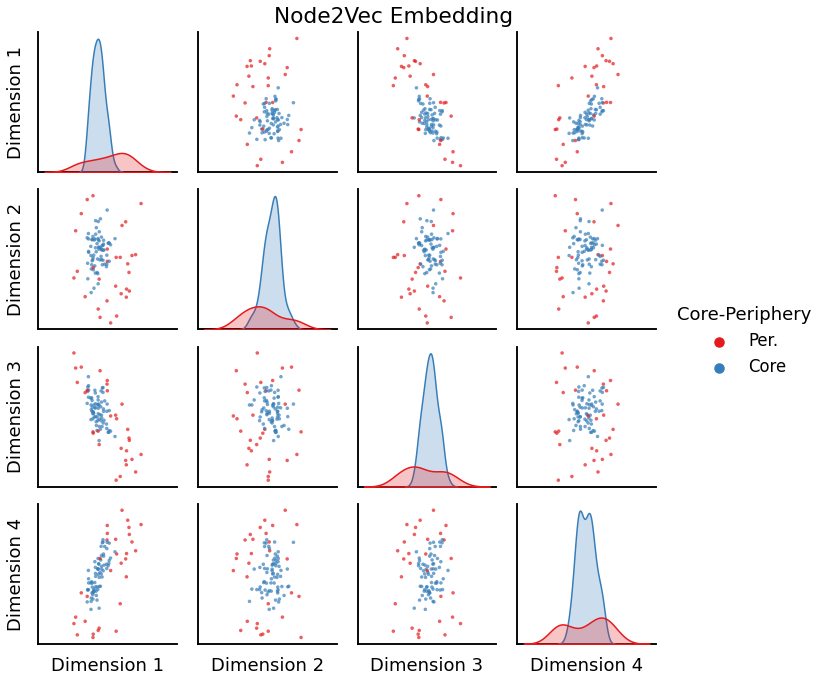 Node2Vec Embedding
Dimension 1
Dimension 2
Dimension 3
Dimension 4
Core-Periphery
Per.
Core
Dimension 1
Dimension 2
Dimension 3
Dimension 4